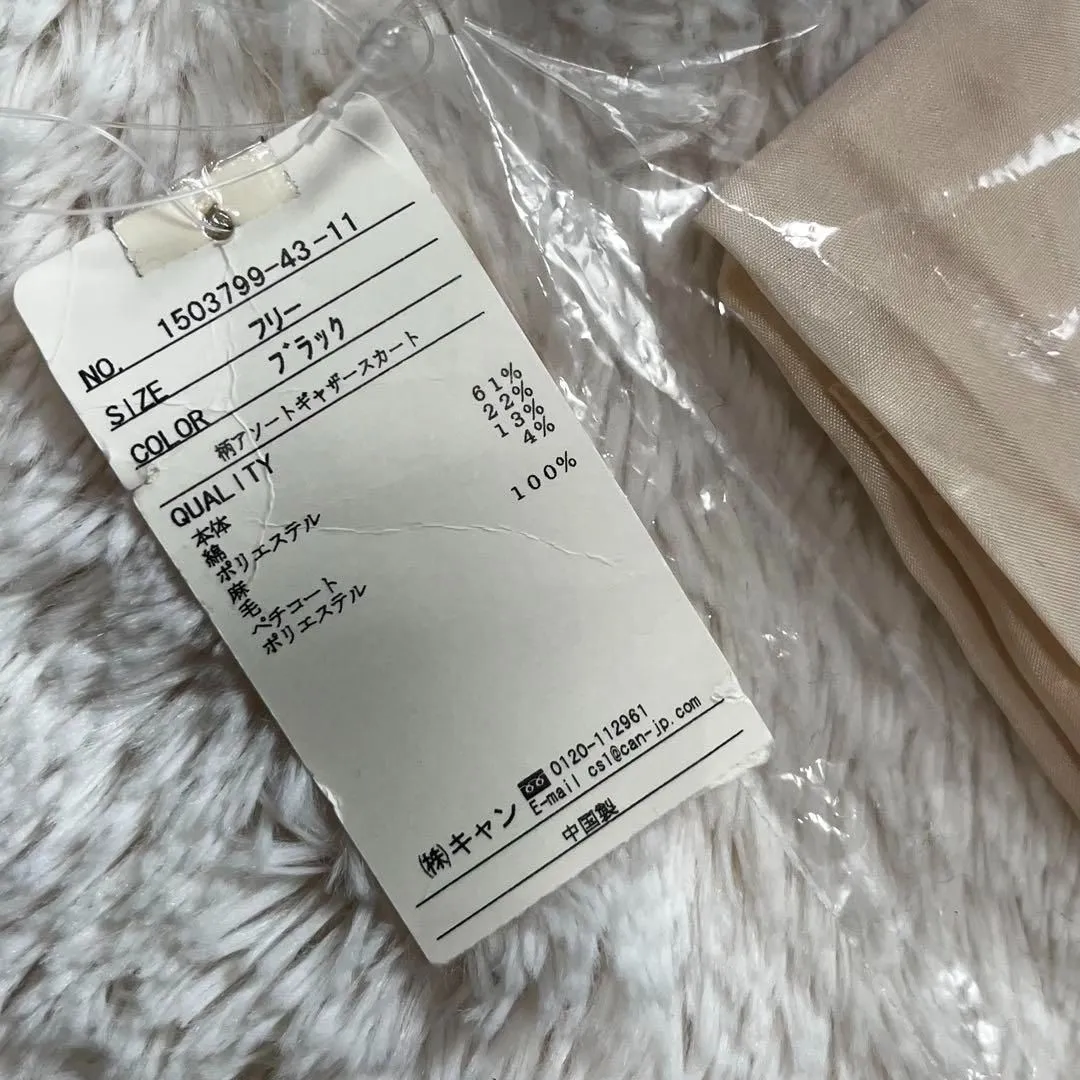 NO. 1503799-43-11
SIZE フリー
COLOR ブラック
柄アソートギャザースカート
QUALITY
本体
綿 61%
ポリエステル 22%
麻 13%
毛 4%
ペチコート
ポリエステル 100%
(株)キャン 0120-112961
E-mail cs1@can-jp.com
中国製